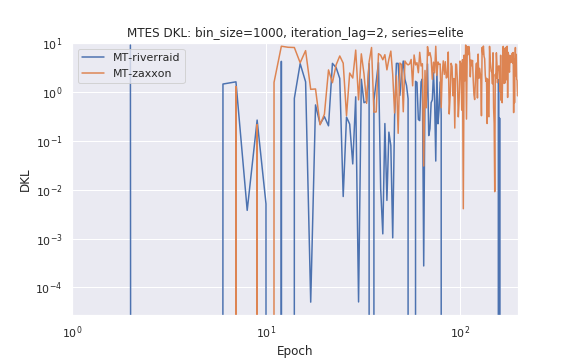 MTES DKL: bin_size=1000, iteration_lag=2, series=elite
MT-riverraid
MT-zaxxon
DKL
10¹
10⁰
10⁻¹
10⁻²
10⁻³
10⁻⁴
10⁰
10¹
10²
Epoch